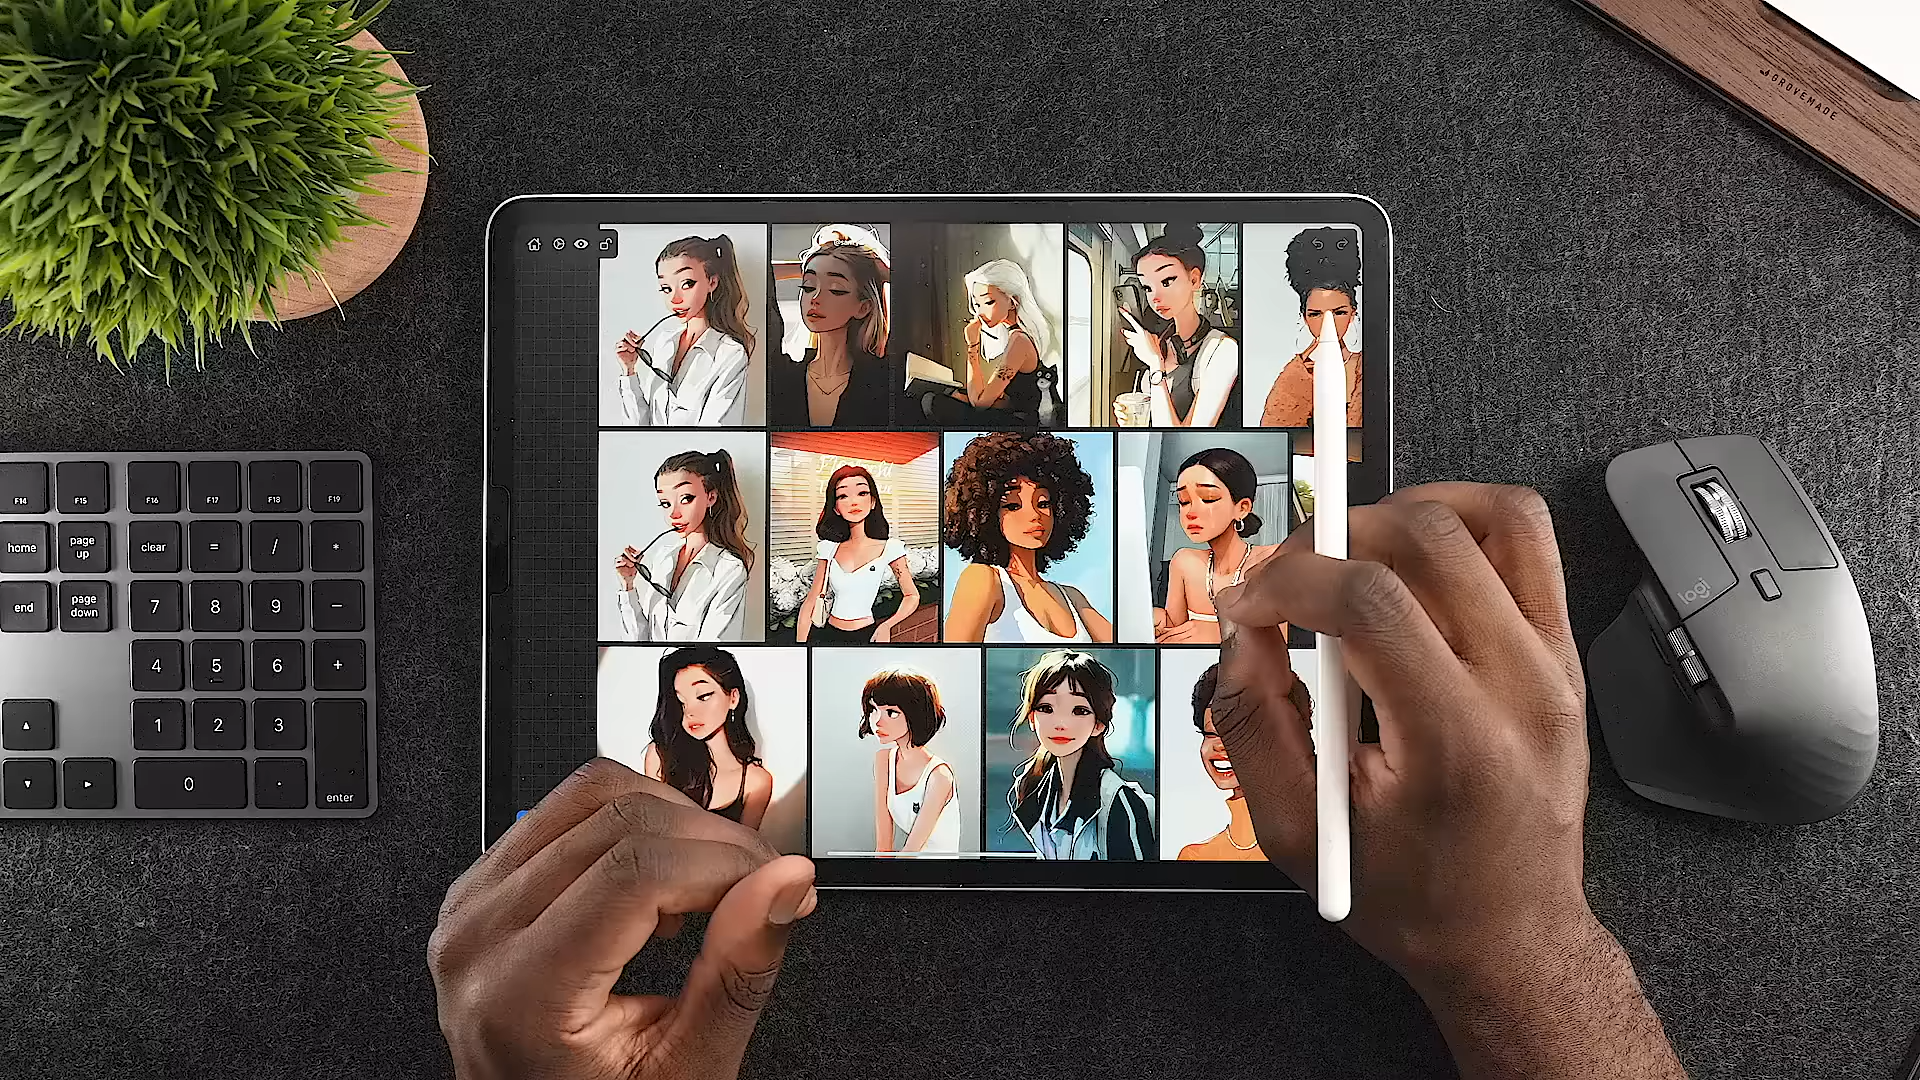 GROVEMADE
F14 F15 F16 F17 F18 F19
home page up clear = / *
end page down 7 8 9 −
4 5 6 +
1 2 3
0 . enter
logi